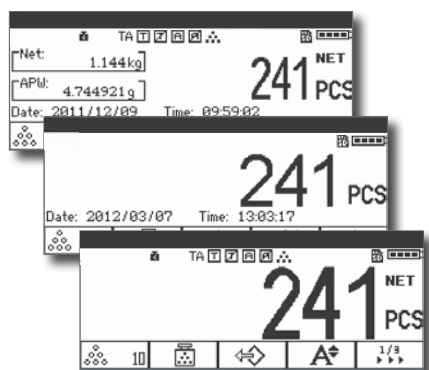 TA T Z A
Net: 1.144kg
241 NET PCS
APW: 4.744921g
Date: 2011/12/09 Time: 09:59:02
241 PCS
Date: 2012/03/07 Time: 13:03:17
TA T Z A
241 NET PCS
10 A 1/3